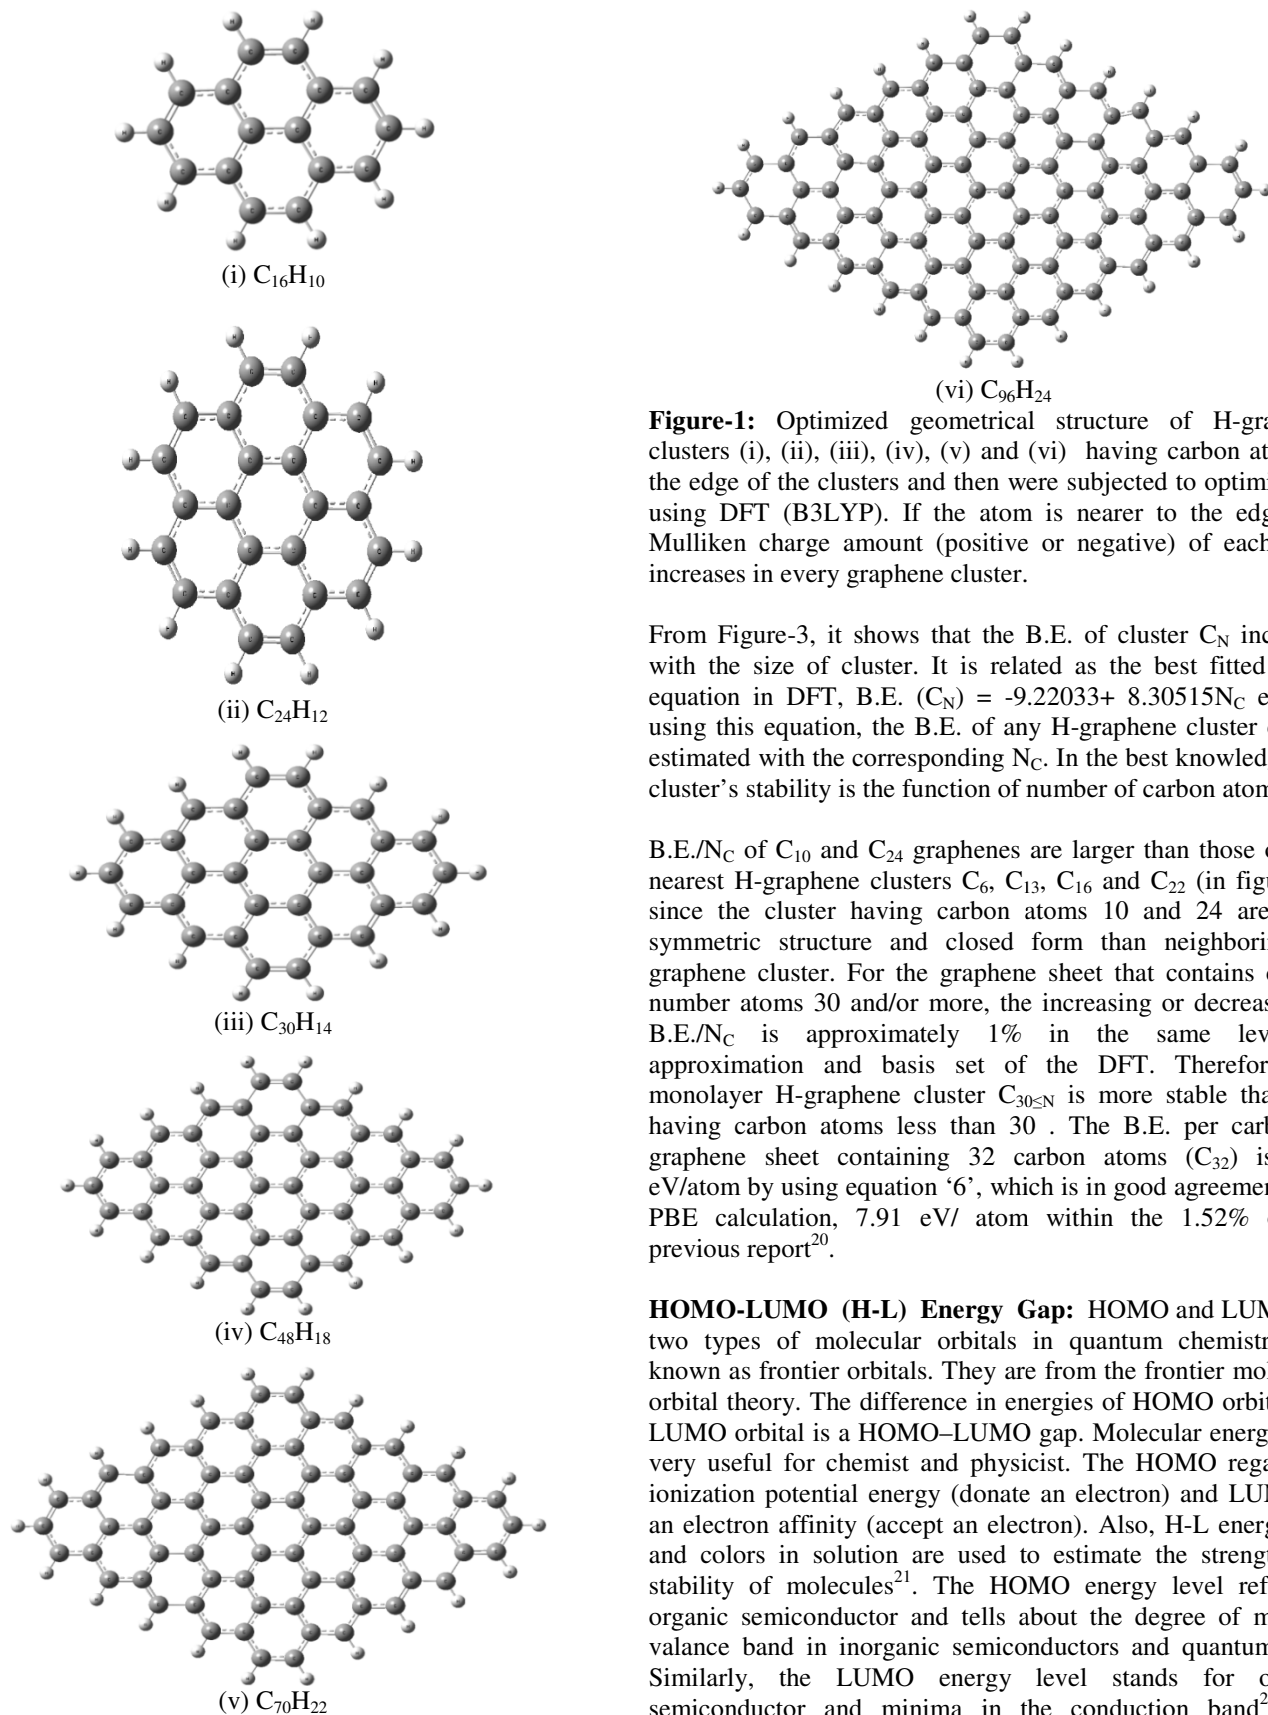 (i) C₁₆H₁₀
(ii) C₂₄H₁₂
(iii) C₃₀H₁₄
(iv) C₄₈H₁₈
(v) C₇₀H₂₂
(vi) C₉₆H₂₄
Figure-1: Optimized geometrical structure of H-gra
clusters (i), (ii), (iii), (iv), (v) and (vi) having carbon at
the edge of the clusters and then were subjected to optimi
using DFT (B3LYP). If the atom is nearer to the edg
Mulliken charge amount (positive or negative) of each
increases in every graphene cluster.
From Figure-3, it shows that the B.E. of cluster C_N inc
with the size of cluster. It is related as the best fitted
equation in DFT, B.E. (C_N) = -9.22033+ 8.30515N_C e
using this equation, the B.E. of any H-graphene cluster
estimated with the corresponding N_C. In the best knowled
cluster's stability is the function of number of carbon atom
B.E./N_C of C₁₀ and C₂₄ graphenes are larger than those
nearest H-graphene clusters C₆, C₁₃, C₁₆ and C₂₂ (in figu
since the cluster having carbon atoms 10 and 24 are
symmetric structure and closed form than neighborin
graphene cluster. For the graphene sheet that contains
number atoms 30 and/or more, the increasing or decreas
B.E./N_C is approximately 1% in the same lev
approximation and basis set of the DFT. Therefor
monolayer H-graphene cluster C₃₀≤N is more stable tha
having carbon atoms less than 30 . The B.E. per carb
graphene sheet containing 32 carbon atoms (C₃₂) is
eV/atom by using equation ‘6’, which is in good agreemen
PBE calculation, 7.91 eV/ atom within the 1.52%
previous report²⁰.
HOMO-LUMO (H-L) Energy Gap: HOMO and LUM
two types of molecular orbitals in quantum chemistr
known as frontier orbitals. They are from the frontier mol
orbital theory. The difference in energies of HOMO orbit
LUMO orbital is a HOMO–LUMO gap. Molecular energ
very useful for chemist and physicist. The HOMO rega
ionization potential energy (donate an electron) and LUM
an electron affinity (accept an electron). Also, H-L energ
and colors in solution are used to estimate the strengt
stability of molecules²¹. The HOMO energy level ref
organic semiconductor and tells about the degree of m
valance band in inorganic semiconductors and quantum
Similarly, the LUMO energy level stands for o
semiconductor and minima in the conduction band²